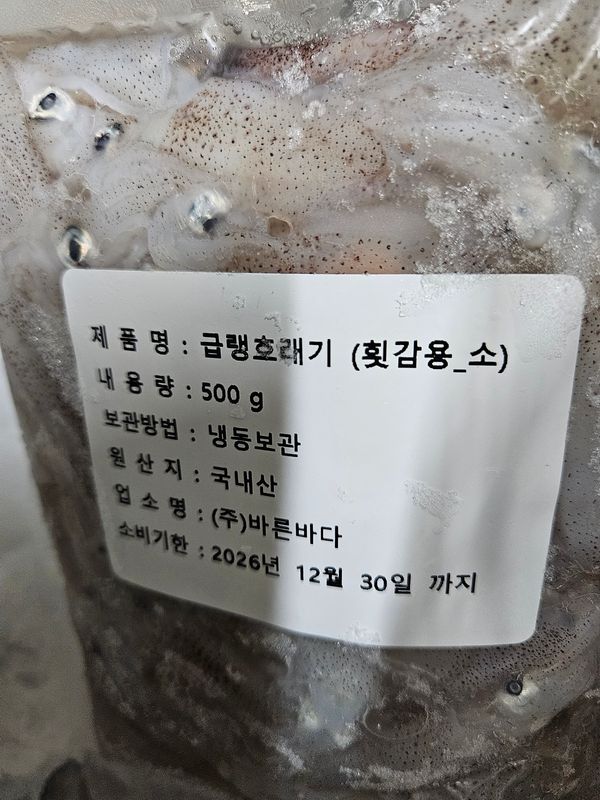 제 품 명 : 급랭호래기 (횟감용_소)
내 용 량 : 500 g
보관방법 : 냉동보관
원 산 지 : 국내산
업 소 명 : (주)바른바다
소비기한 : 2026년 12월 30일 까지